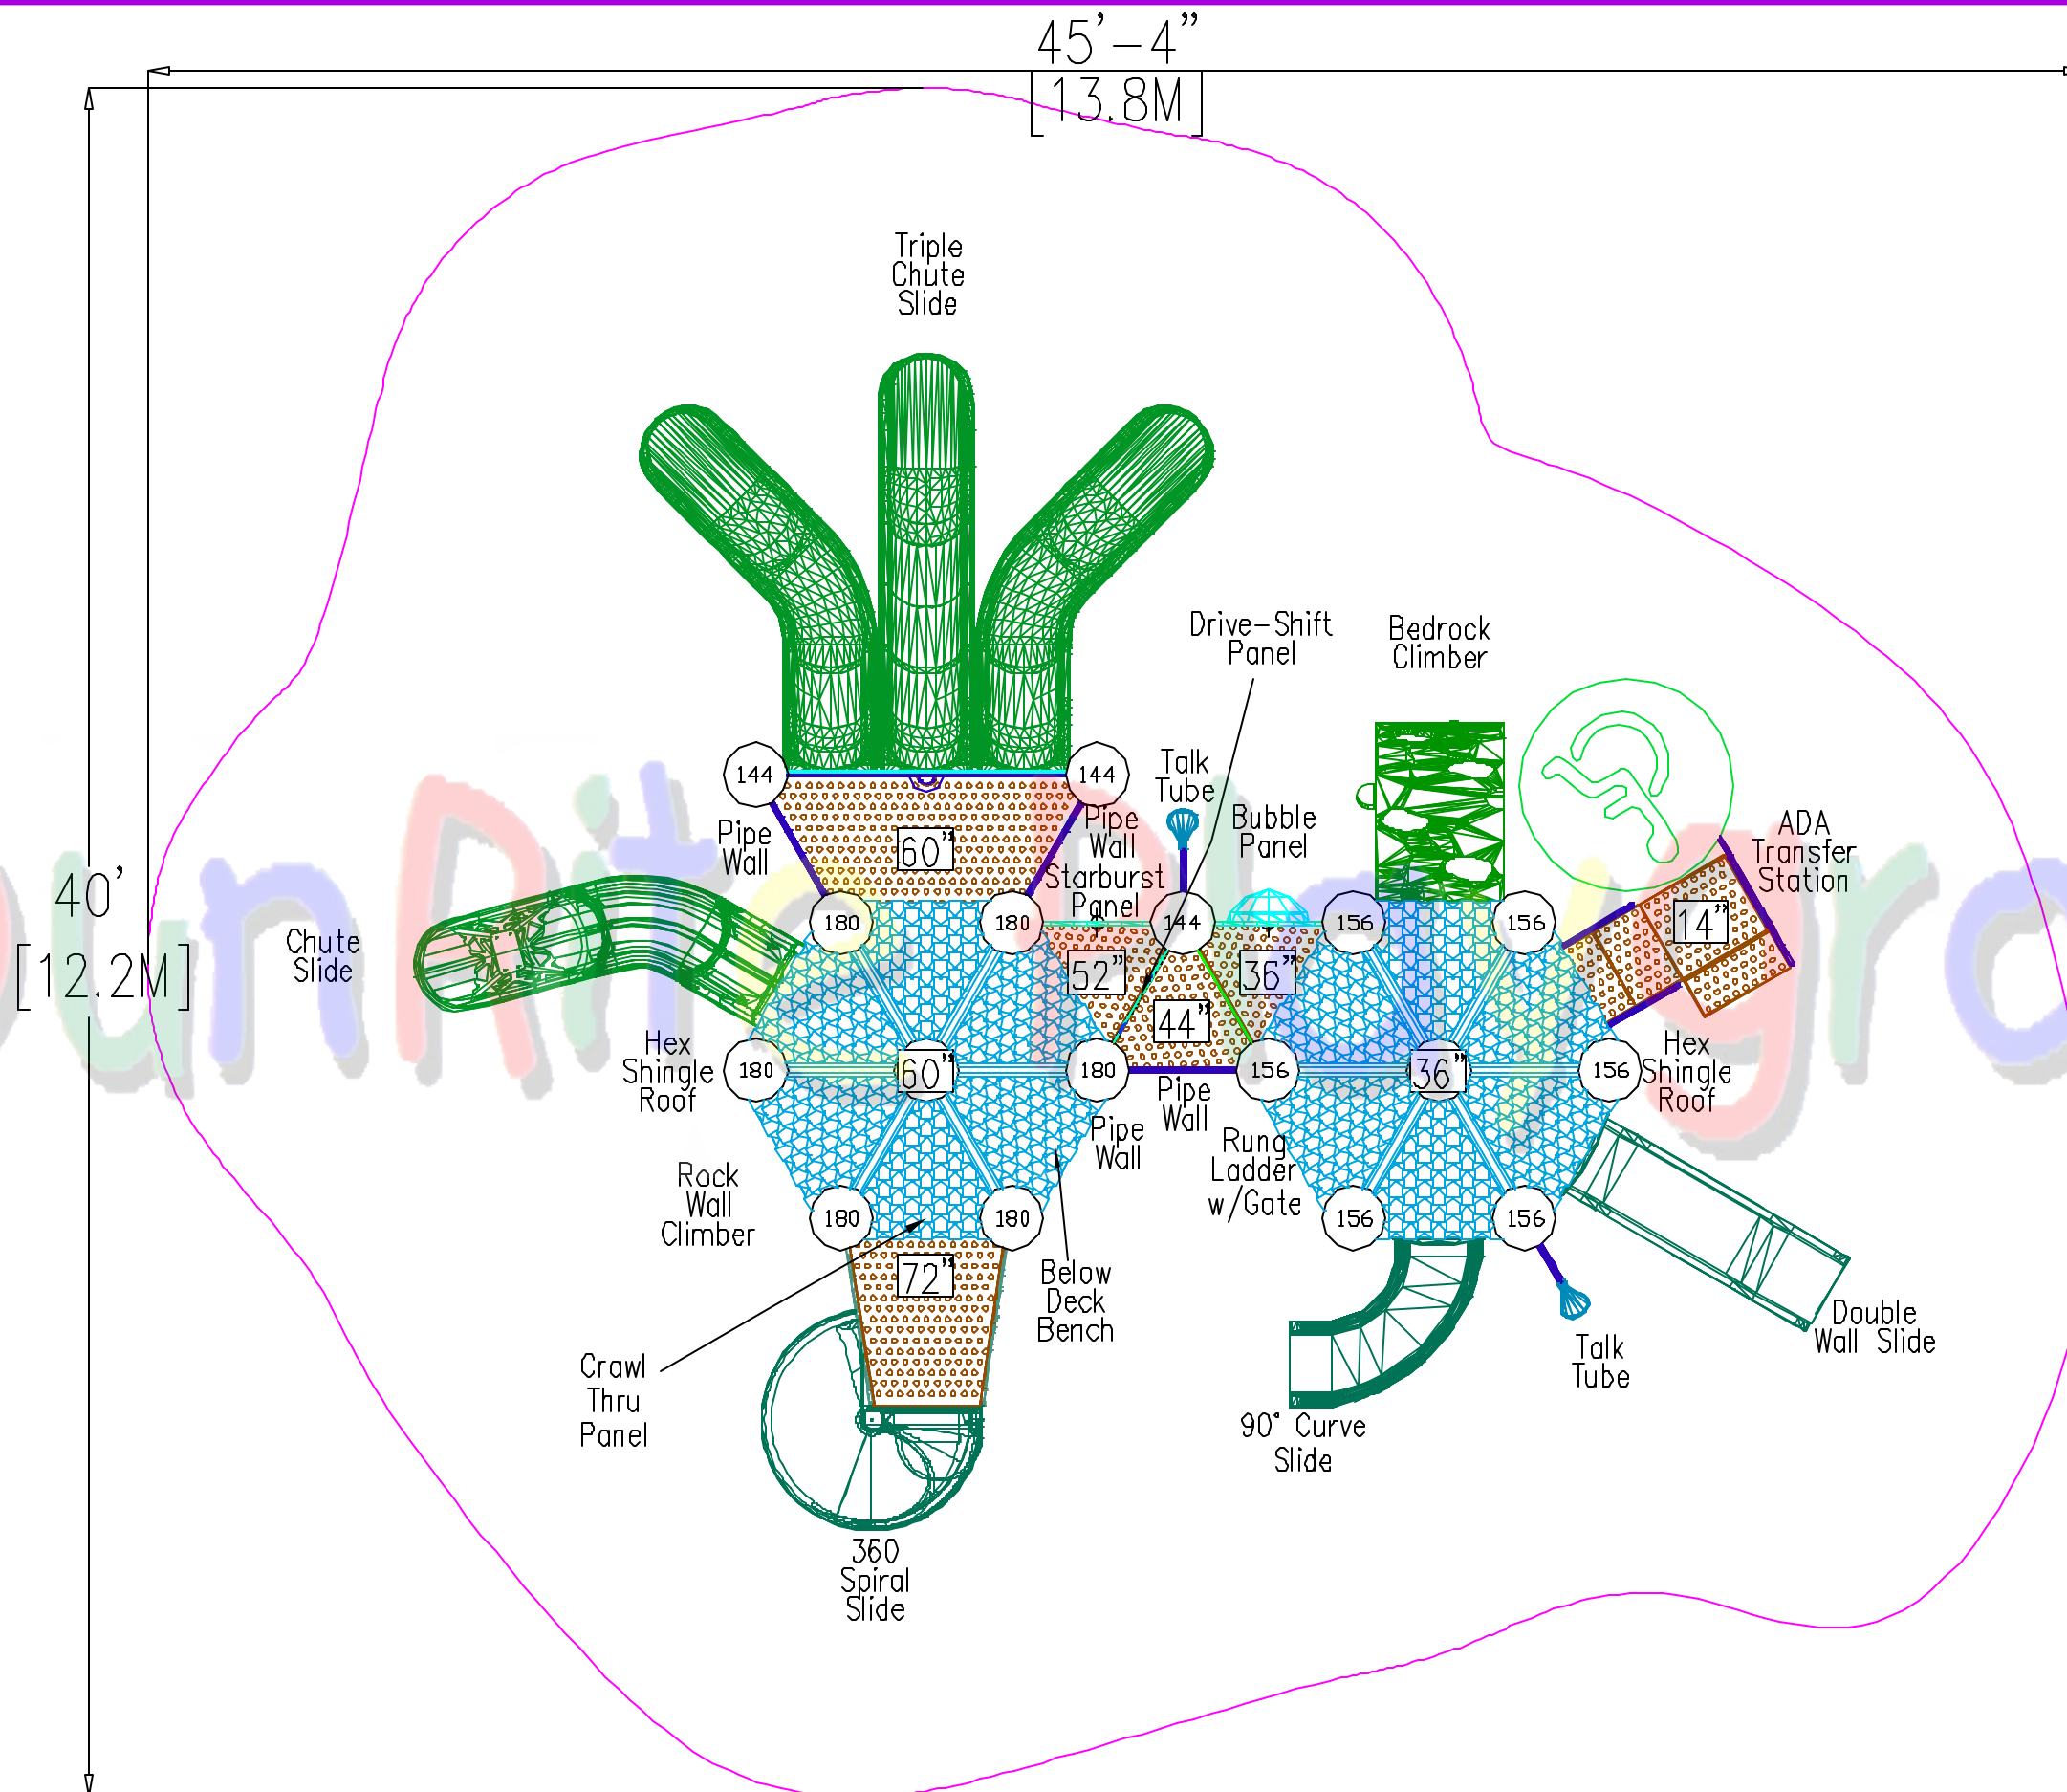 45'-4"
[13.8M]
Triple
Chute
Slide
Drive-Shift
Panel
Bedrock
Climber
144
144
Talk
Tube
Pipe
Wall
60"
Pipe
Wall
Bubble
Panel
ADA
Transfer
Station
40'
[12.2M]
Starburst
Panel
180
180
144
156
156
14"
Chute
Slide
52"
36"
44"
Hex
Shingle
Roof
180
60"
180
156
36"
156
Hex
Shingle
Roof
Pipe
Wall
Pipe
Wall
Rung
Ladder
w/Gate
Rock
Wall
Climber
180
180
156
156
72"
Below
Deck
Bench
Double
Wall Slide
Talk
Tube
Crawl
Thru
Panel
90° Curve
Slide
360
Spiral
Slide
un Rite Playgro